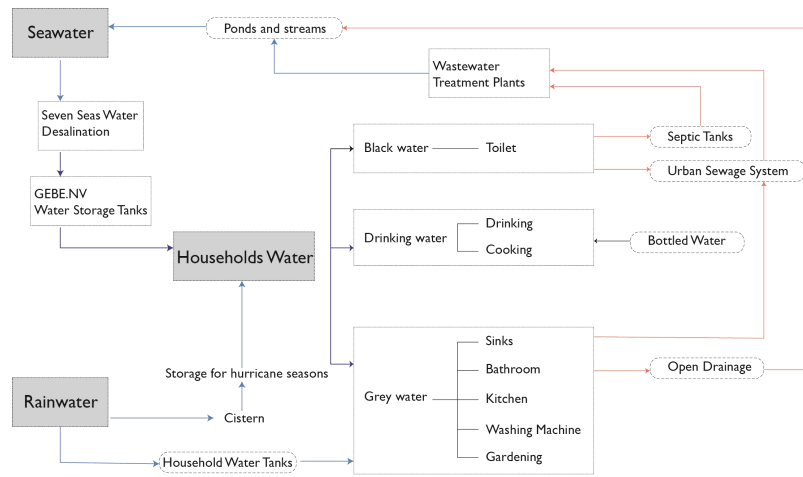 Seawater
Ponds and streams
Wastewater
Treatment Plants
Seven Seas Water
Desalination
Black water
Toilet
Septic Tanks
Urban Sewage System
GEBE.NV
Water Storage Tanks
Drinking water
Drinking
Cooking
Bottled Water
Households Water
Storage for hurricane seasons
Rainwater
Cistern
Household Water Tanks
Grey water
Sinks
Bathroom
Kitchen
Washing Machine
Gardening
Open Drainage